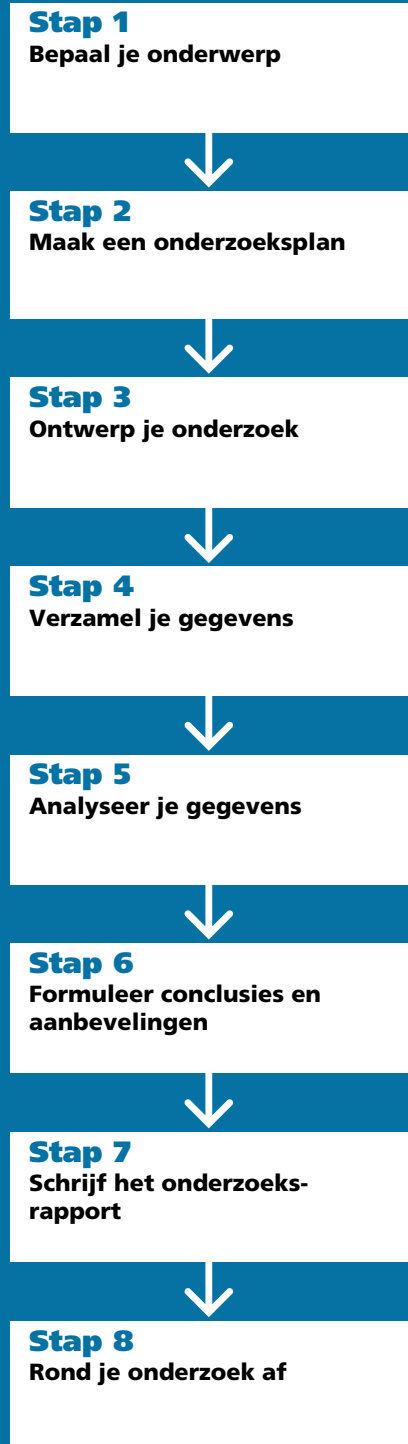 Stap 1
Bepaal je onderwerp
Stap 2
Maak een onderzoeksplan
Stap 3
Ontwerp je onderzoek
Stap 4
Verzamel je gegevens
Stap 5
Analyseer je gegevens
Stap 6
Formuleer conclusies en
aanbevelingen
Stap 7
Schrijf het onderzoeks-
rapport
Stap 8
Rond je onderzoek af